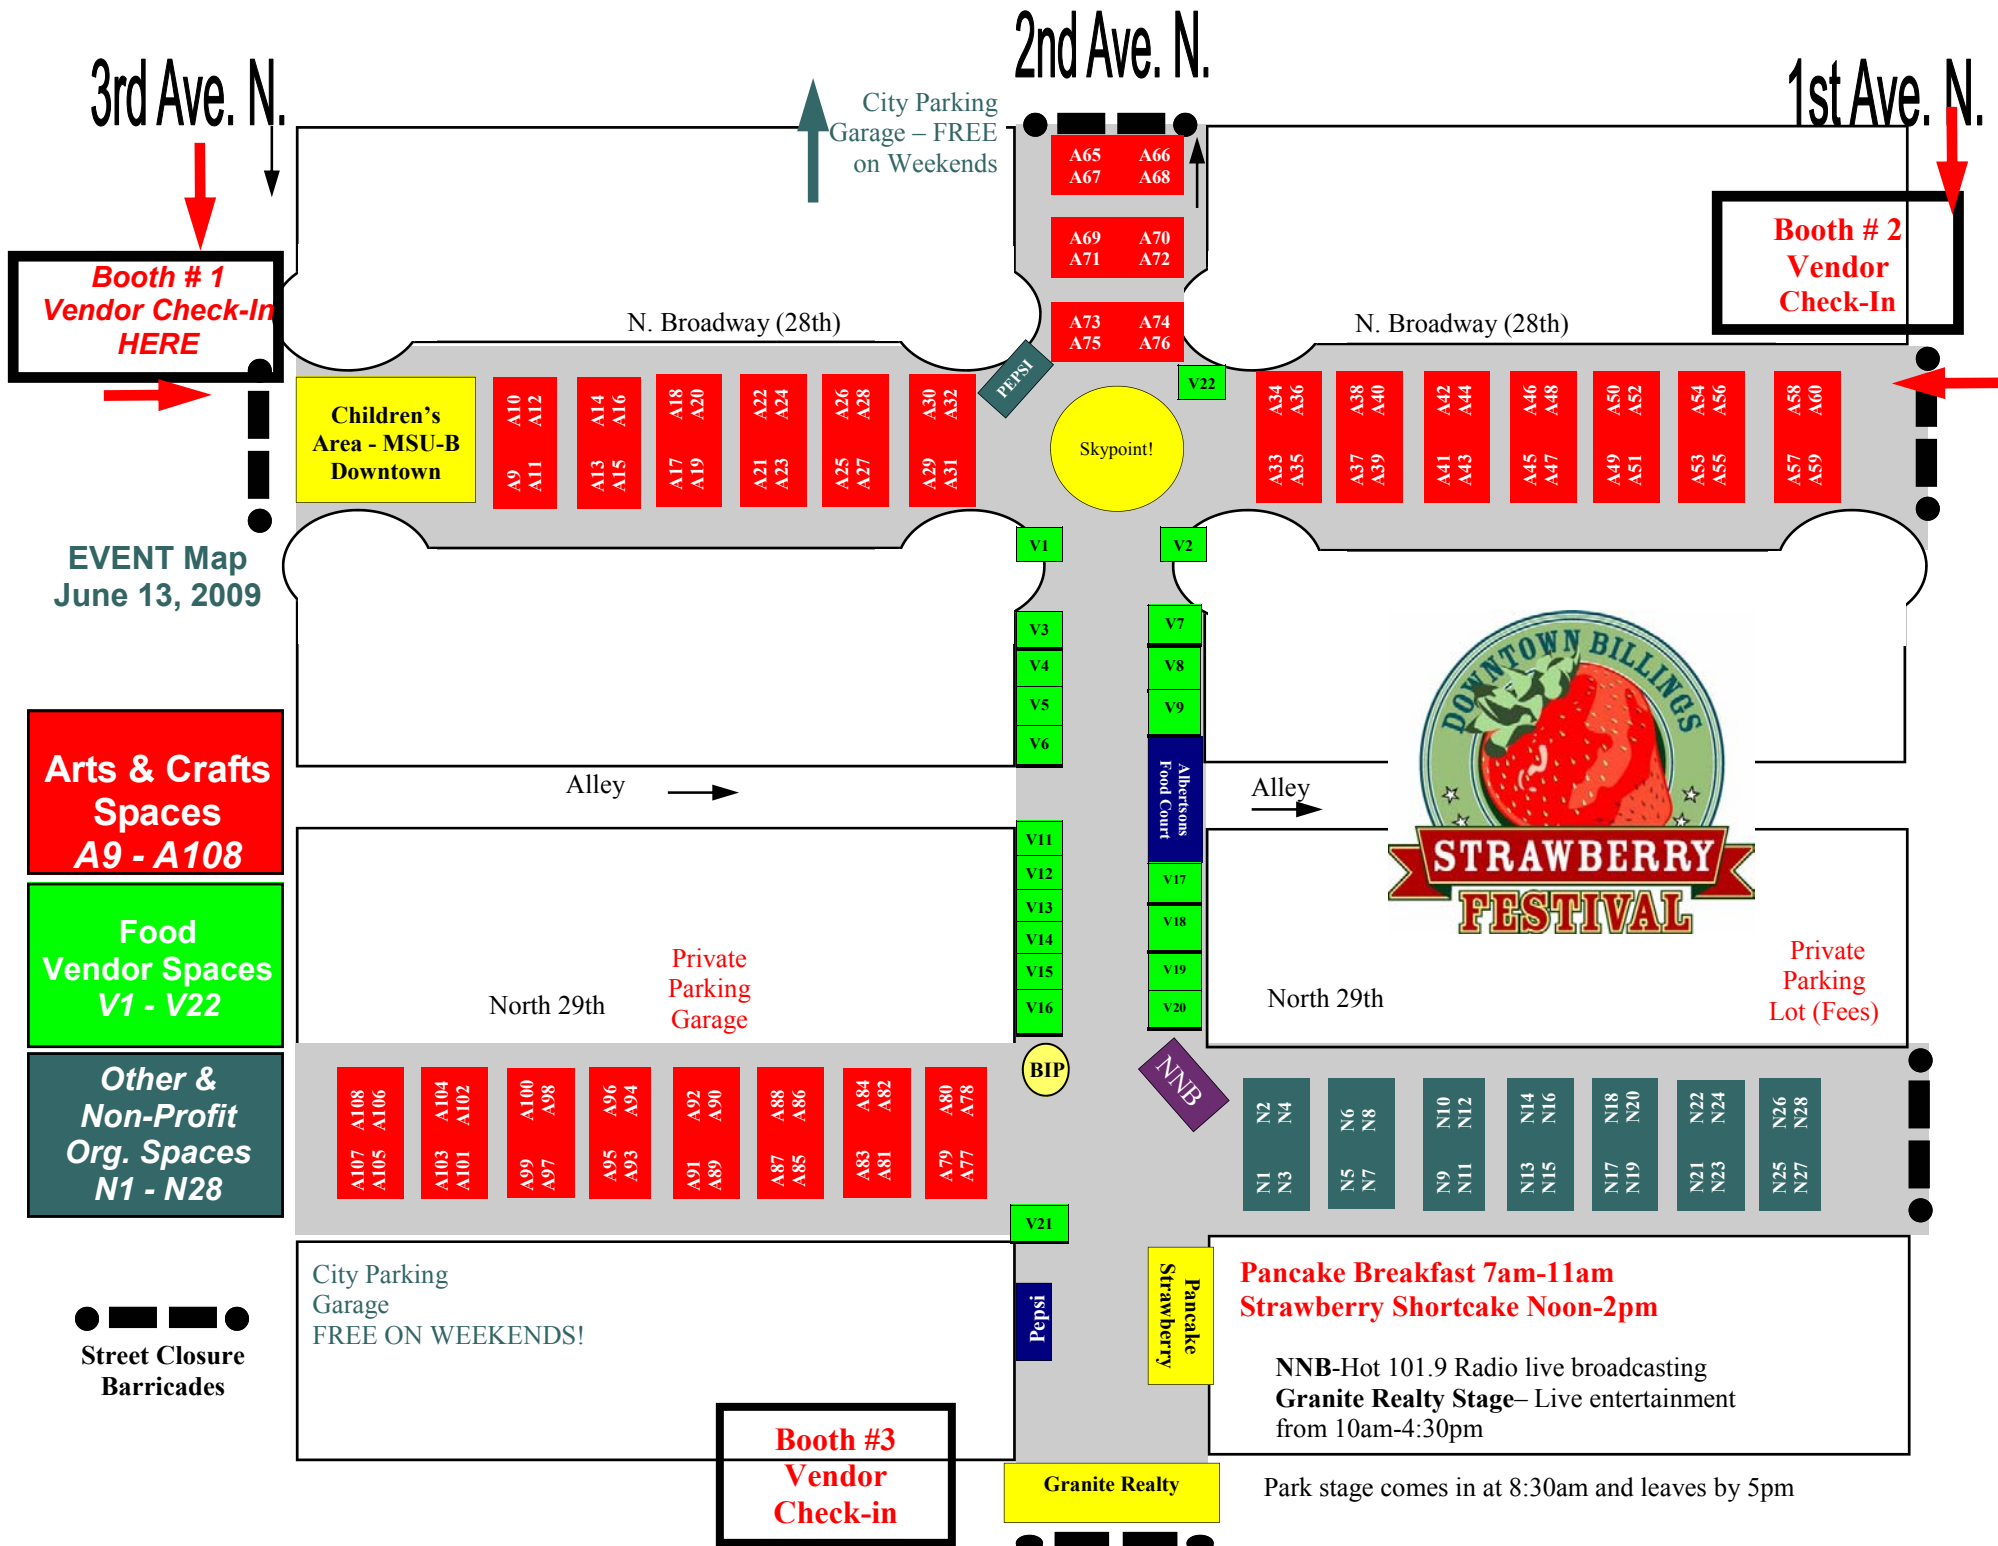 2nd Ave. N.
3rd Ave. N.
1st Ave. N.
City Parking
Garage – FREE
on Weekends
A65 A66
A67 A68
A69 A70
A71 A72
A73 A74
A75 A76
Booth # 1
Vendor Check-In
HERE
Booth # 2
Vendor
Check-In
N. Broadway (28th)
N. Broadway (28th)
PEPSI
V22
Children's
Area - MSU-B
Downtown
A10 A12
A9 A11
A14 A16
A13 A15
A18 A20
A17 A19
A22 A24
A21 A23
A26 A28
A25 A27
A30 A32
A29 A31
Skypoint!
A34 A36
A33 A35
A38 A40
A37 A39
A42 A44
A41 A43
A46 A48
A45 A47
A50 A52
A49 A51
A54 A56
A53 A55
A58 A60
A57 A59
EVENT Map
June 13, 2009
V1
V2
V3
V4
V5
V6
V7
V8
V9
Albertsons
Food Court
Alley
Alley
DOWNTOWN BILLINGS
STRAWBERRY
FESTIVAL
Arts & Crafts
Spaces
A9 - A108
Food
Vendor Spaces
V1 - V22
Other &
Non-Profit
Org. Spaces
N1 - N28
V11
V12
V13
V14
V15
V16
V17
V18
V19
V20
North 29th
Private
Parking
Garage
North 29th
Private
Parking
Lot (Fees)
BIP
NNB
A108 A106
A107 A105
A104 A102
A103 A101
A100 A98
A99 A97
A96 A94
A95 A93
A92 A90
A91 A89
A88 A86
A87 A85
A84 A82
A83 A81
A80 A78
A79 A77
N2 N4
N1 N3
N6 N8
N5 N7
N10 N12
N9 N11
N14 N16
N13 N15
N18 N20
N17 N19
N22 N24
N21 N23
N26 N28
N25 N27
V21
City Parking
Garage
FREE ON WEEKENDS!
Pepsi
Pancake
Strawberry
Pancake Breakfast 7am-11am
Strawberry Shortcake Noon-2pm
NNB-Hot 101.9 Radio live broadcasting
Granite Realty Stage– Live entertainment
from 10am-4:30pm
Street Closure
Barricades
Booth #3
Vendor
Check-in
Granite Realty
Park stage comes in at 8:30am and leaves by 5pm